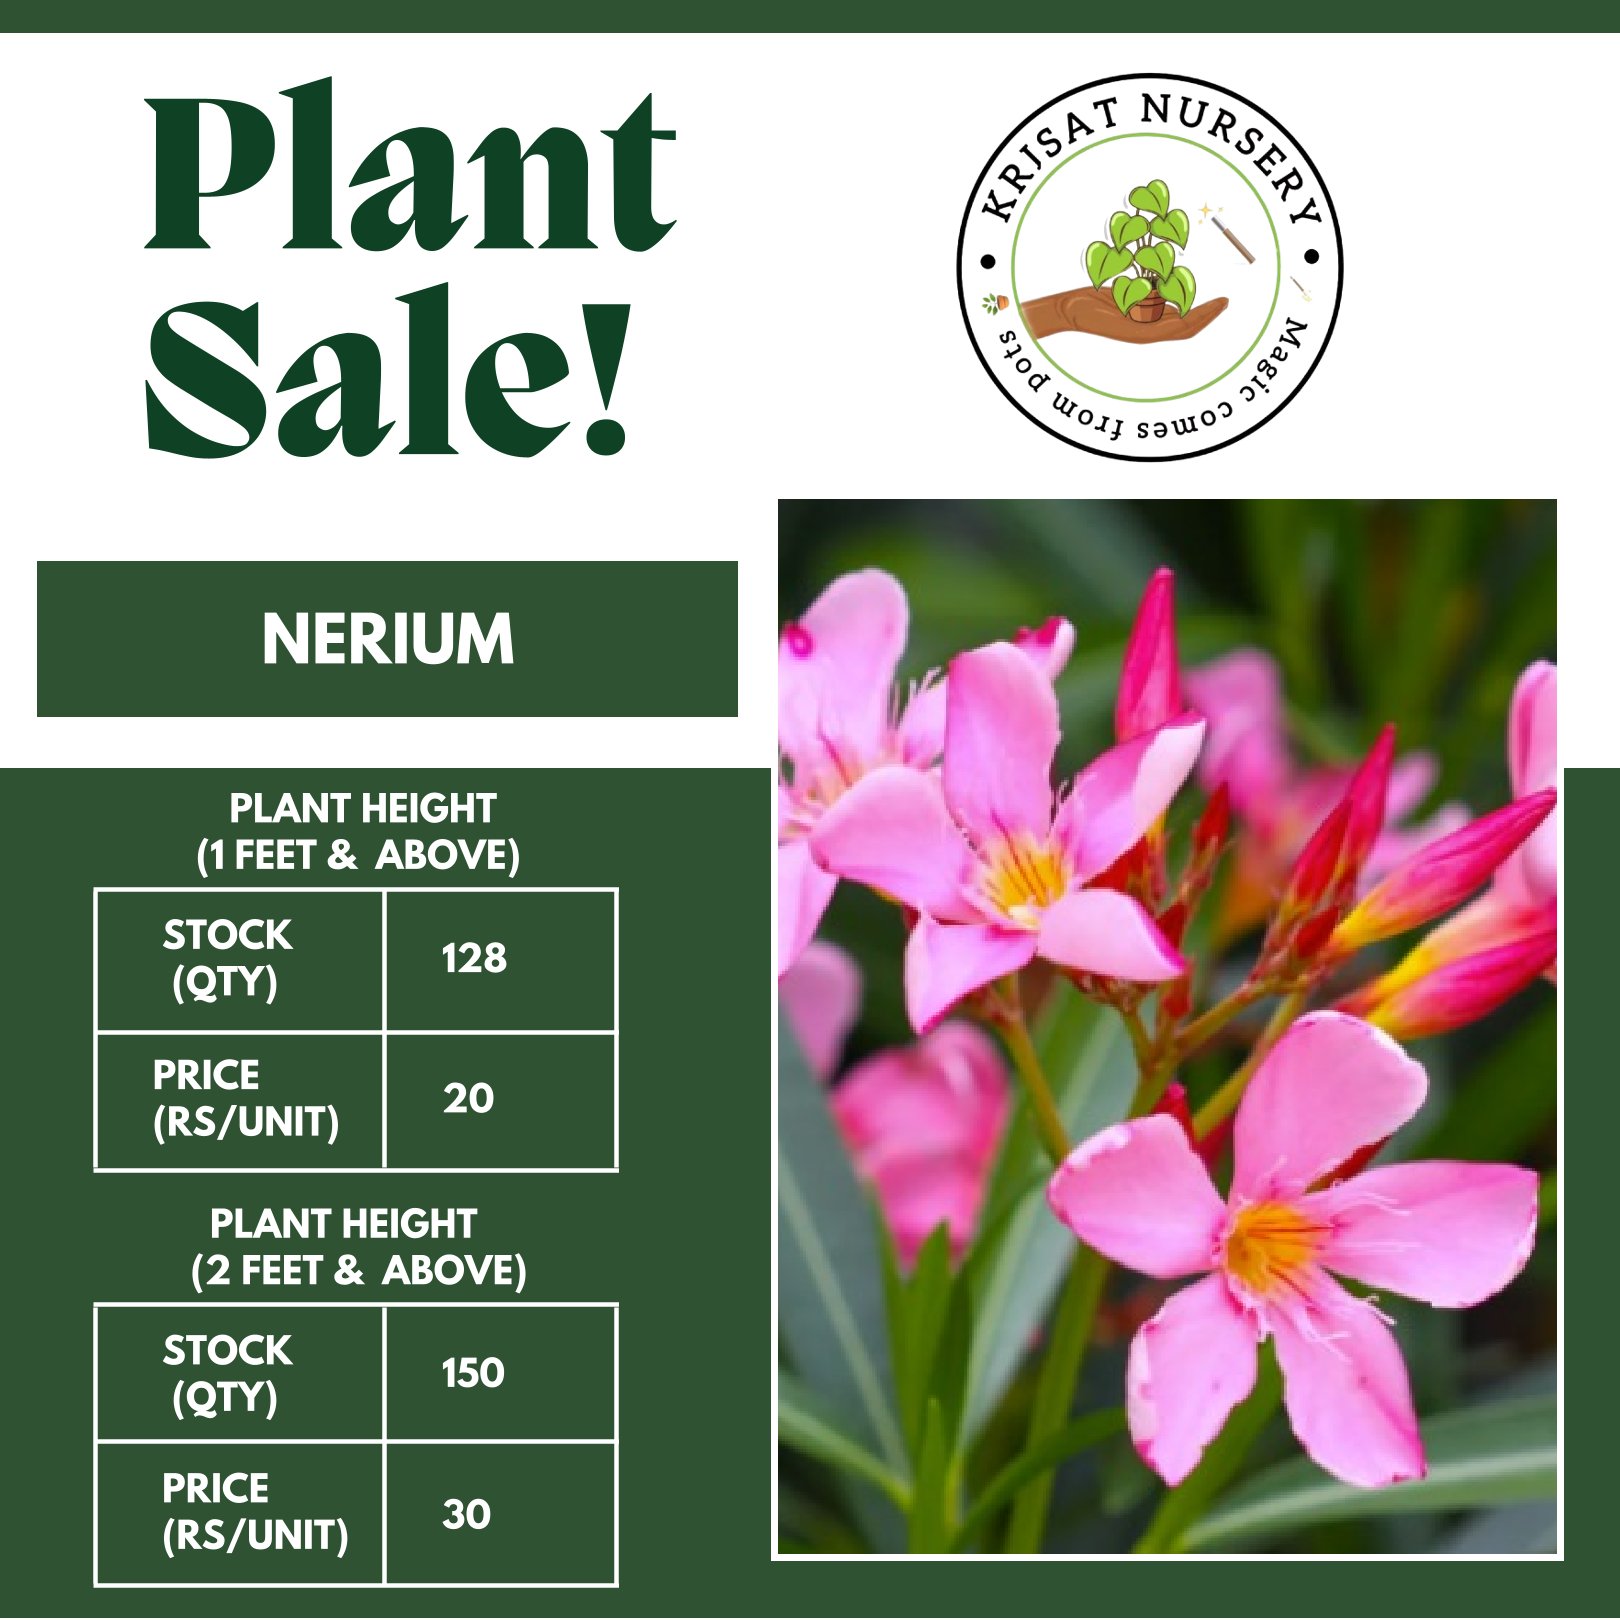 Plant
Sale!
KRJSAT NURSERY
Magic comes from pots
NERIUM
PLANT HEIGHT
(1 FEET & ABOVE)
STOCK
(QTY)
128
PRICE
(RS/UNIT)
20
PLANT HEIGHT
(2 FEET & ABOVE)
STOCK
(QTY)
150
PRICE
(RS/UNIT)
30